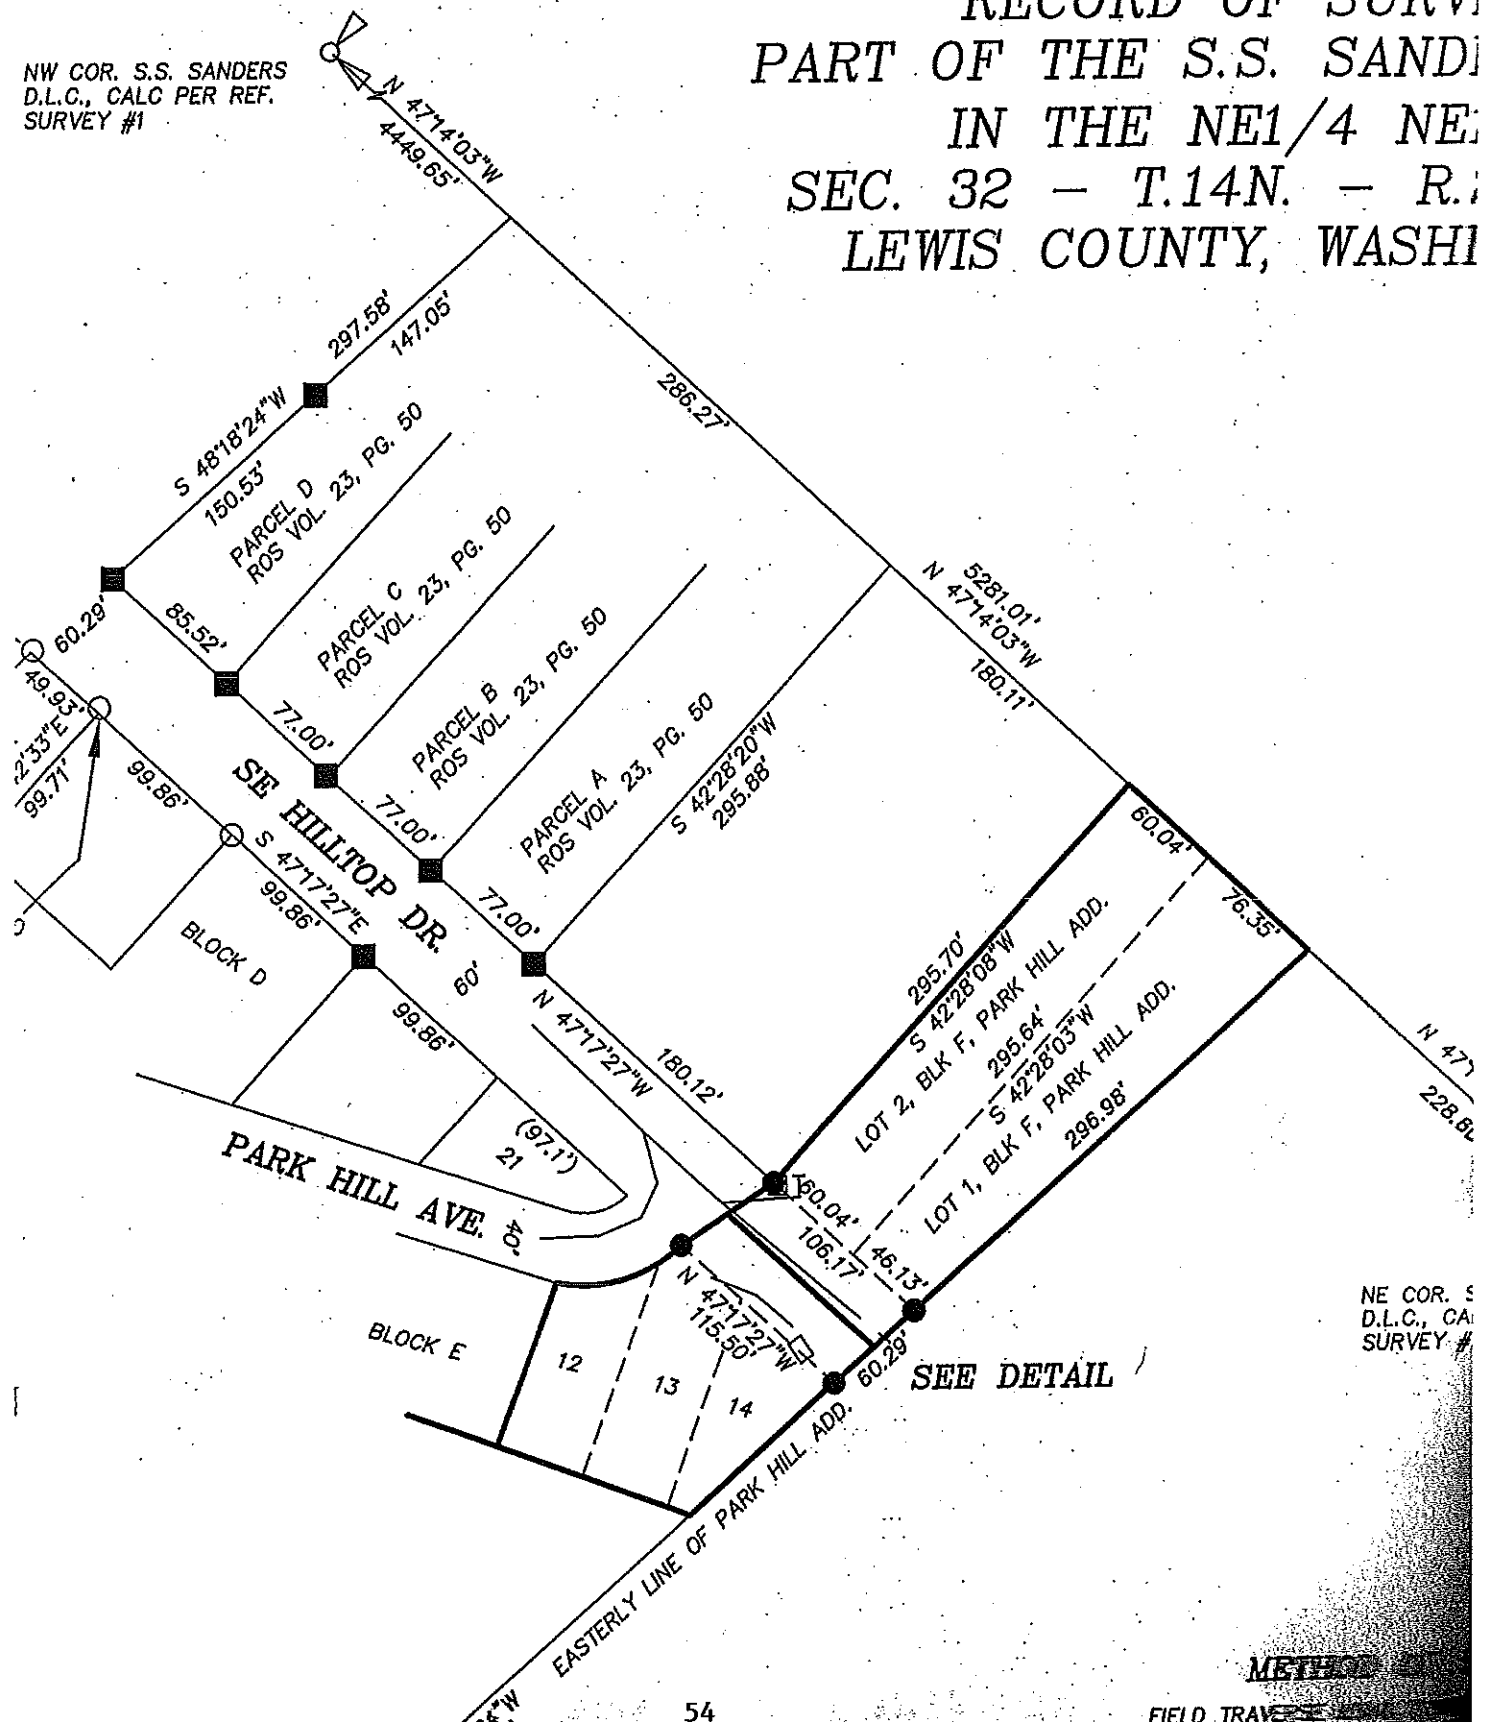 RECORD OF SURV
PART OF THE S.S. SAND
IN THE NE1/4 NE
SEC. 32 - T.14N. - R.
LEWIS COUNTY, WASHI
NW COR. S.S. SANDERS
D.L.C., CALC PER REF.
SURVEY #1
N 47°14'03"W
4449.65'
297.58'
147.05'
286.27'
S 48°18'24"W
150.53'
PARCEL D
ROS VOL. 23, PG. 50
PARCEL C
ROS VOL. 23, PG. 50
PARCEL B
ROS VOL. 23, PG. 50
PARCEL A
ROS VOL. 23, PG. 50
5281.01'
N 47°14'03"W
180.11'
60.29'
85.52'
77.00'
77.00'
77.00'
49.93'
2'33"E
99.71'
99.86'
S 47°17'27"E
99.86'
99.86'
SE HILLTOP DR.
60'
S 42°28'20"W
295.88'
BLOCK D
N 47°17'27"W
180.12'
60.04'
76.35'
295.70'
S 42°28'08"W
LOT 2, BLK F, PARK HILL ADD.
295.64'
S 42°28'03"W
LOT 1, BLK F, PARK HILL ADD.
296.98'
N 47°1
228.8
(97.1')
21
PARK HILL AVE.
40'
60.04'
106.17'
46.13'
N 47°17'27"W
115.50'
60.29'
SEE DETAIL
BLOCK E
12
13
14
NE COR. S
D.L.C., CA
SURVEY #
EASTERLY LINE OF PARK HILL ADD.
"W
54
METHOD
FIELD TRAVERSE